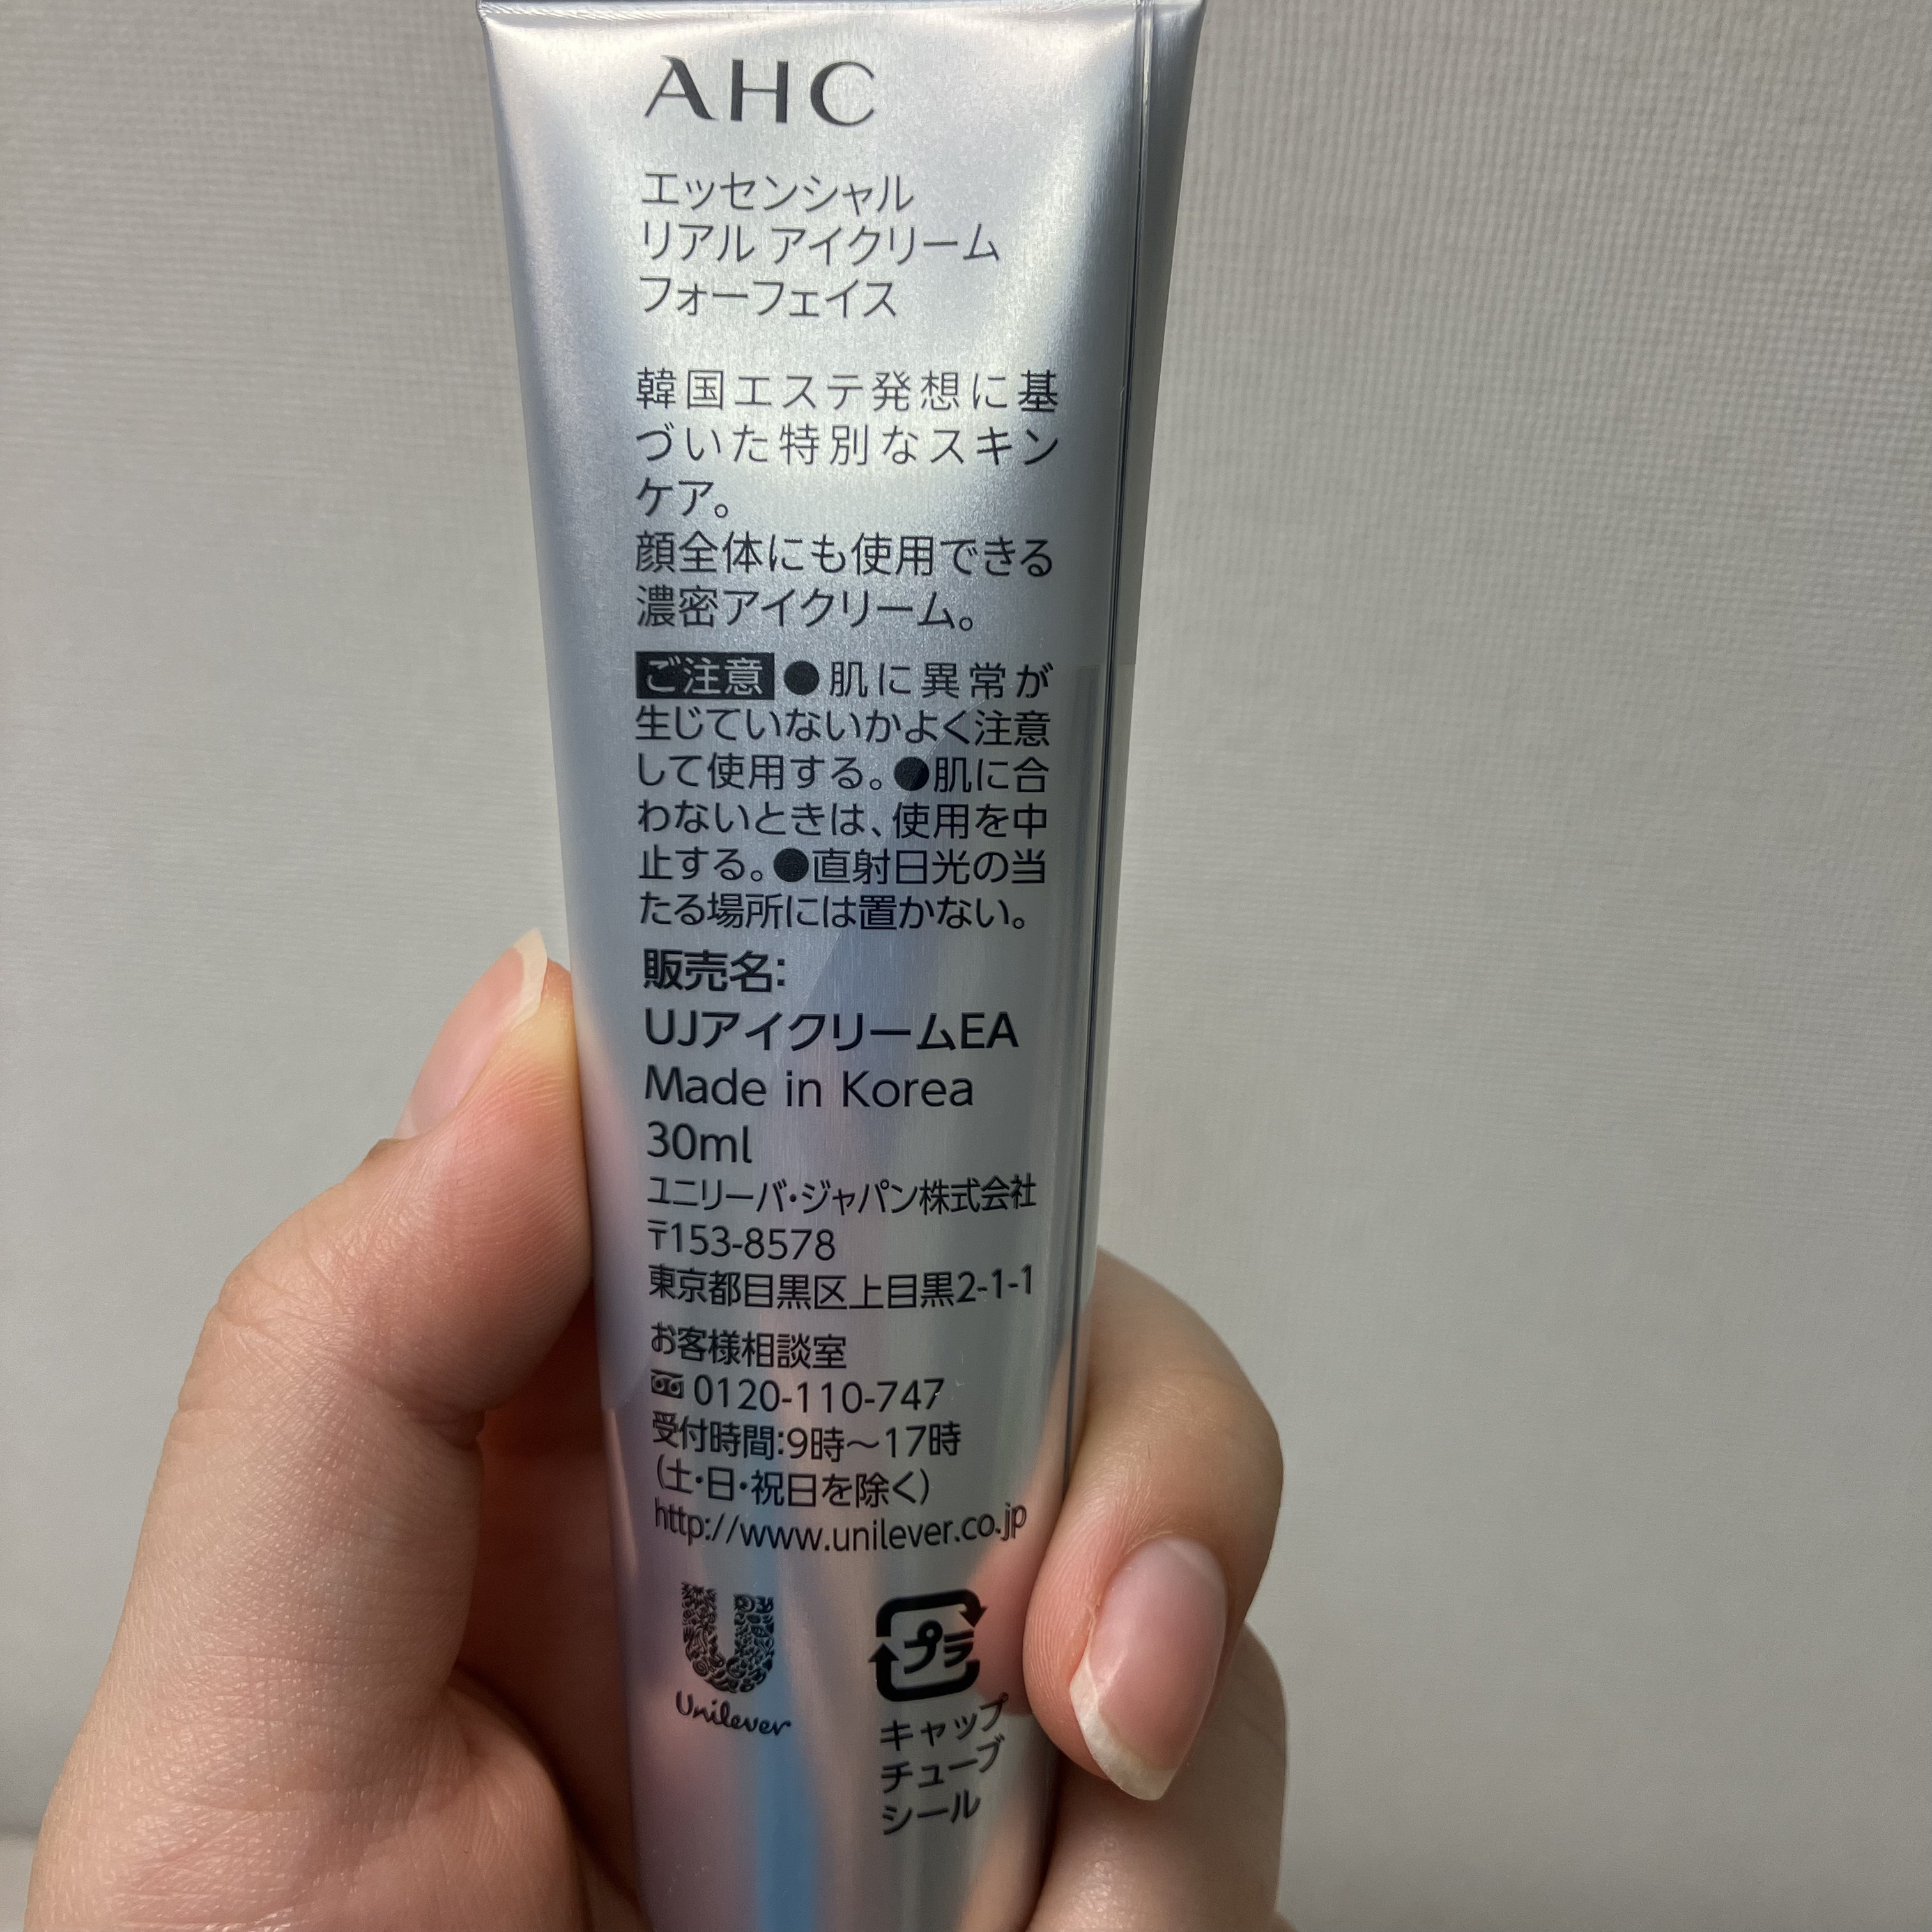 AHC
エッセンシャル
リアル アイクリーム
フォーフェイス
韓国エステ発想に基
づいた特別なスキン
ケア。
顔全体にも使用できる
濃密アイクリーム。
ご注意 ●肌に異常が
生じていないかよく注意
して使用する。●肌に合
わないときは、使用を中
止する。●直射日光の当
たる場所には置かない。
販売名:
UJアイクリームEA
Made in Korea
30ml
ユニリーバ・ジャパン株式会社
〒153-8578
東京都目黒区上目黒2-1-1
お客様相談室
0120-110-747
受付時間:9時～17時
(土・日・祝日を除く)
http://www.unilever.co.jp
Unilever
プラ
キャップ
チューブ
シール